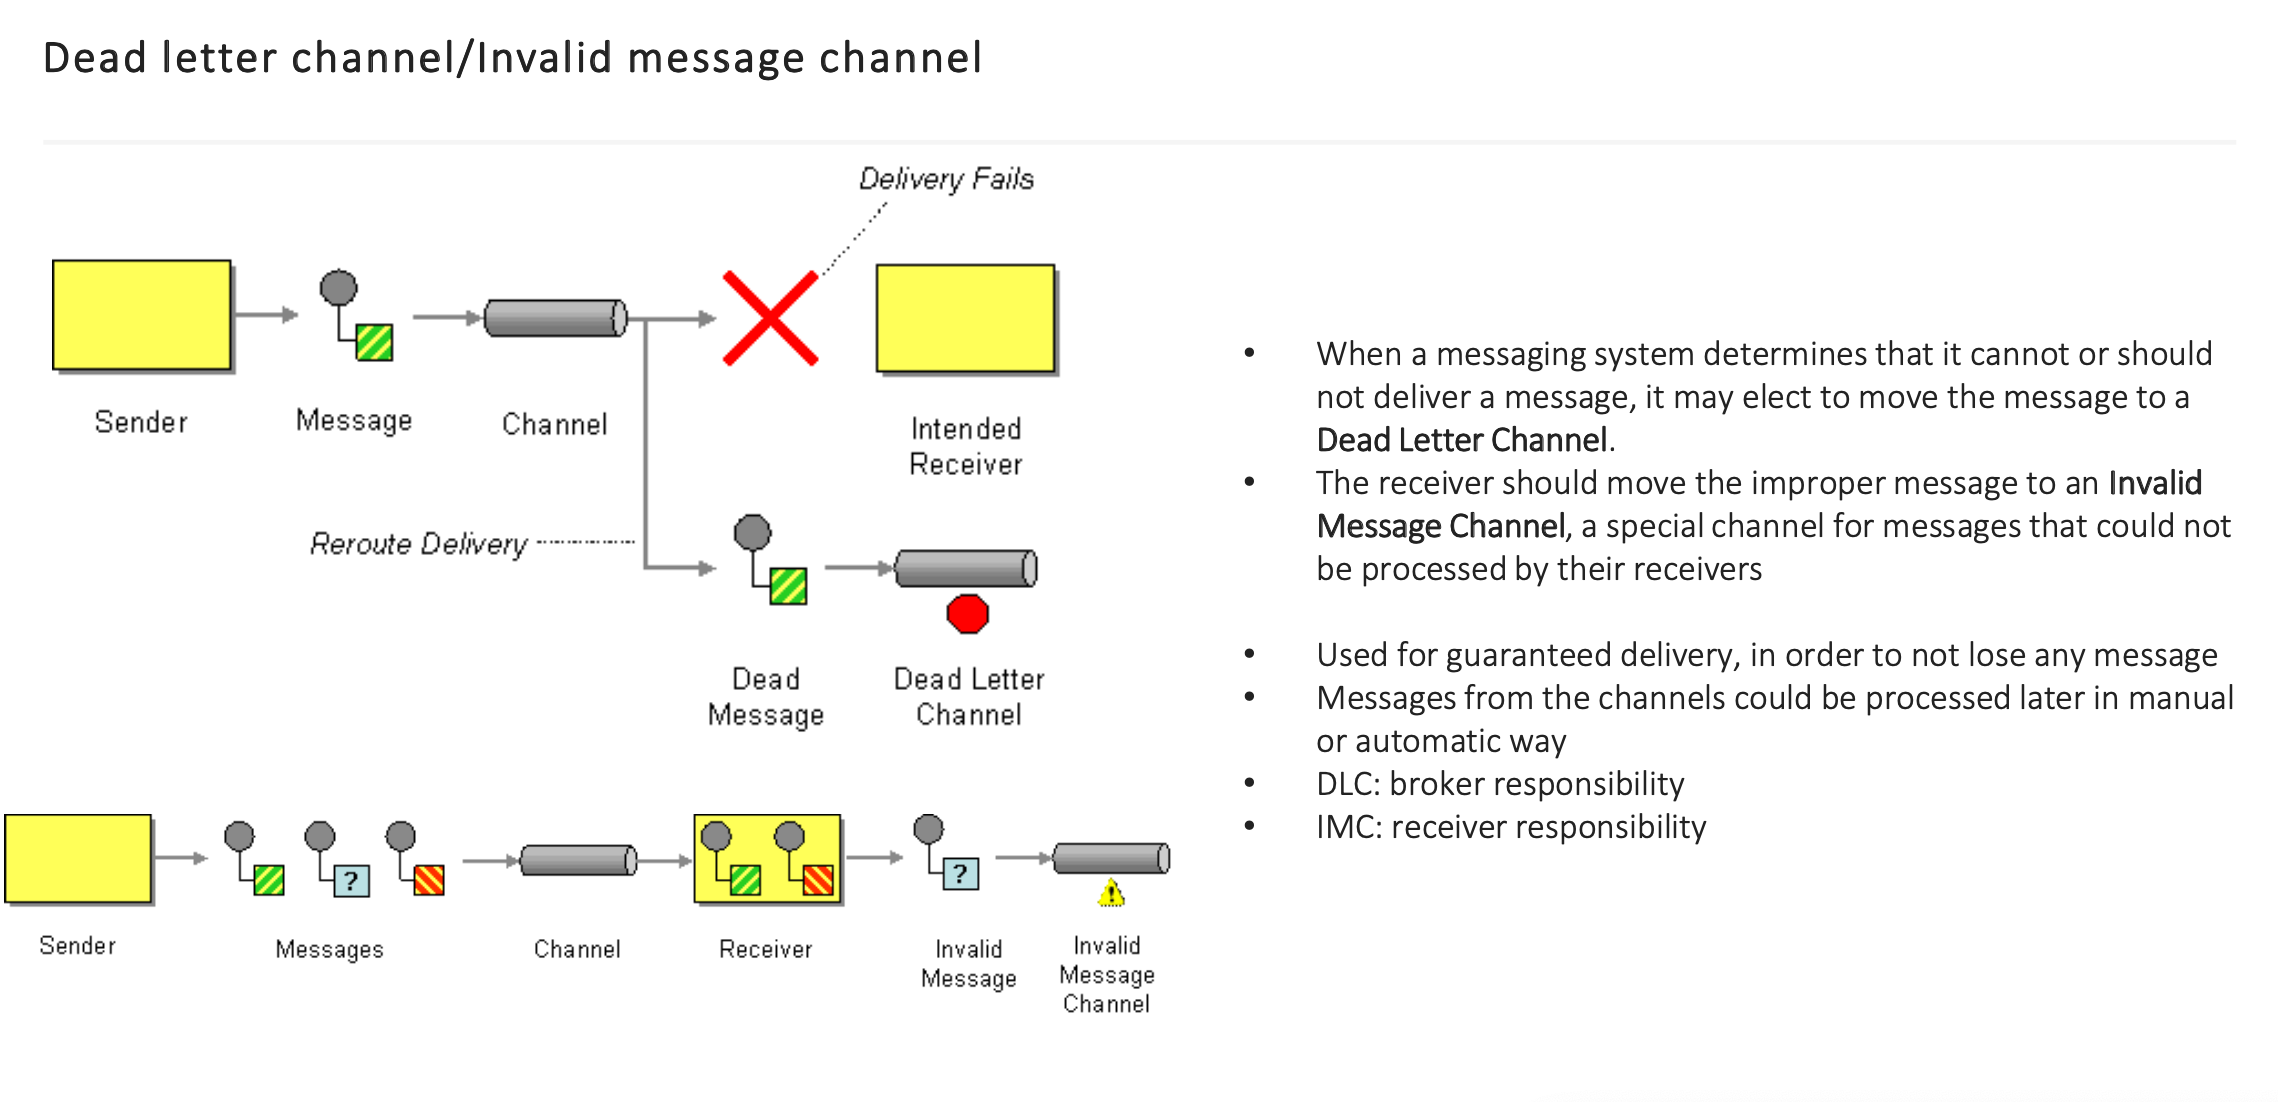 Dead letter channel/Invalid message channel
Delivery Fails
Sender
Message
Channel
Intended
Receiver
Reroute Delivery
Dead
Message
Dead Letter
Channel
?
?
Sender
Messages
Channel
Receiver
Invalid
Message
Invalid
Message
Channel
• When a messaging system determines that it cannot or should
not deliver a message, it may elect to move the message to a
Dead Letter Channel.
• The receiver should move the improper message to an Invalid
Message Channel, a special channel for messages that could not
be processed by their receivers
• Used for guaranteed delivery, in order to not lose any message
• Messages from the channels could be processed later in manual
or automatic way
• DLC: broker responsibility
• IMC: receiver responsibility